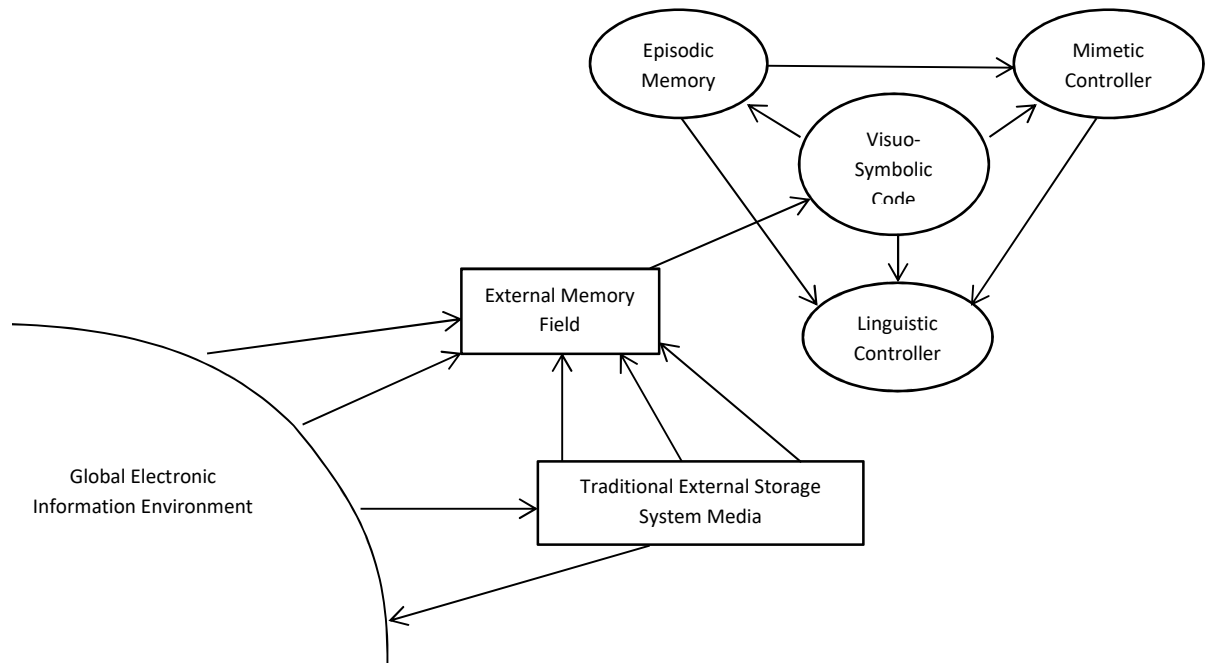 Episodic
Memory
Mimetic
Controller
Visuo-
Symbolic
Code
External Memory
Field
Linguistic
Controller
Global Electronic
Information Environment
Traditional External Storage
System Media